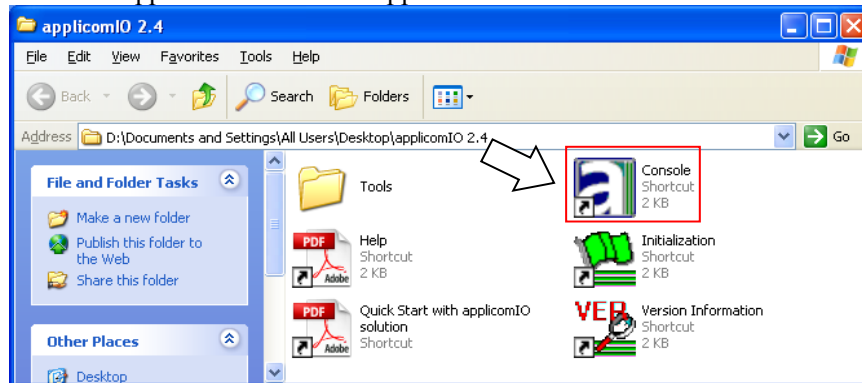 applicomIO 2.4
File Edit View Favorites Tools Help
Back Search Folders
Address D:\Documents and Settings\All Users\Desktop\applicomIO 2.4 Go
File and Folder Tasks
Make a new folder
Publish this folder to
the Web
Share this folder
Other Places
Desktop
Tools
Console
Shortcut
2 KB
PDF
Adobe
Help
Shortcut
2 KB
Initialization
Shortcut
2 KB
PDF
Adobe
Quick Start with applicomIO
solution
Shortcut
VER
Version Information
Shortcut
2 KB